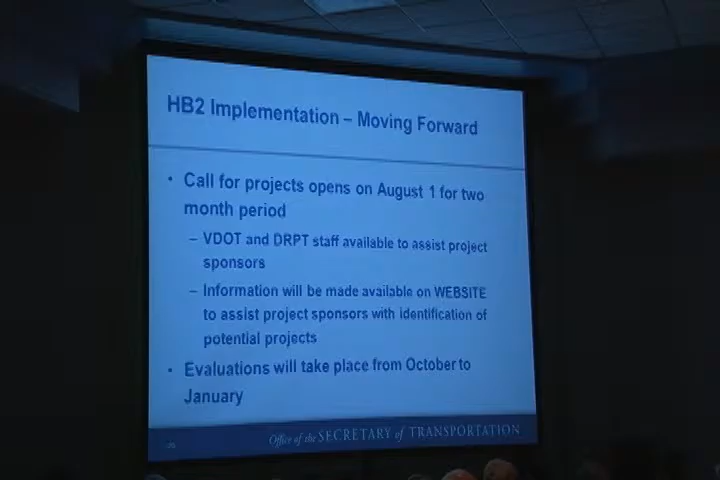 HB2 Implementation – Moving Forward
• Call for projects opens on August 1 for two
month period
– VDOT and DRPT staff available to assist project
sponsors
– Information will be made available on WEBSITE
to assist project sponsors with identification of
potential projects
• Evaluations will take place from October to
January
Office of the SECRETARY of TRANSPORTATION